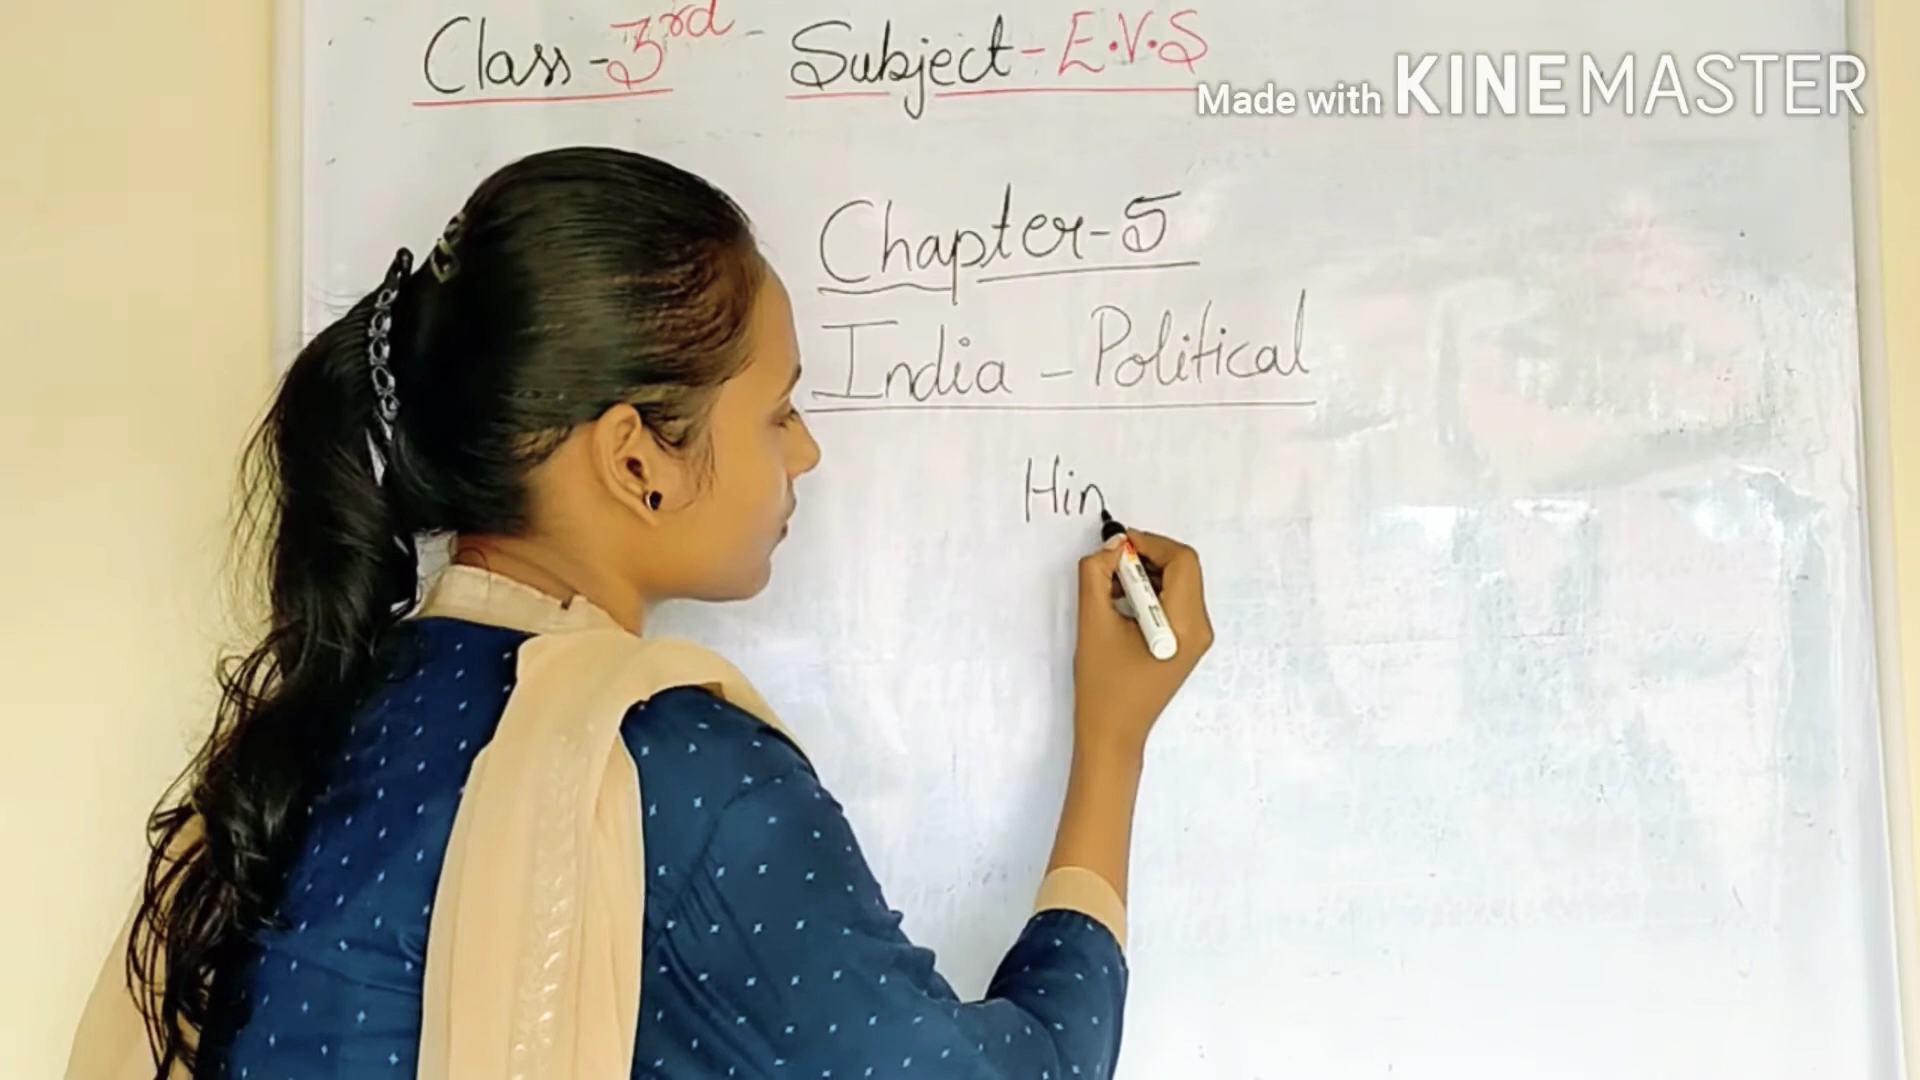 Class-3rd - Subject - E.V.S
Made with KINEMASTER
Chapter-5
India - Political
Hin